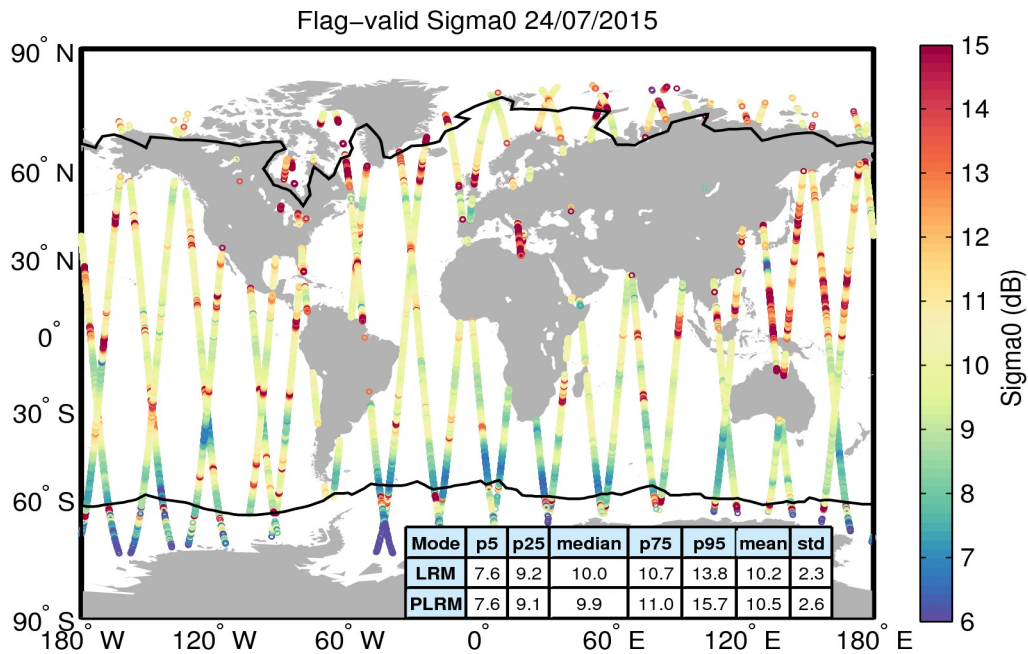 Flag−valid Sigma0 24/07/2015
90° N
60° N
30° N
0°
30° S
60° S
90° S
180° W
120° W
60° W
0°
60° E
120° E
180° E
Mode p5 p25 median p75 p95 mean std
LRM 7.6 9.2 10.0 10.7 13.8 10.2 2.3
PLRM 7.6 9.1 9.9 11.0 15.7 10.5 2.6
15
14
13
12
11
10
9
8
7
6
Sigma0 (dB)